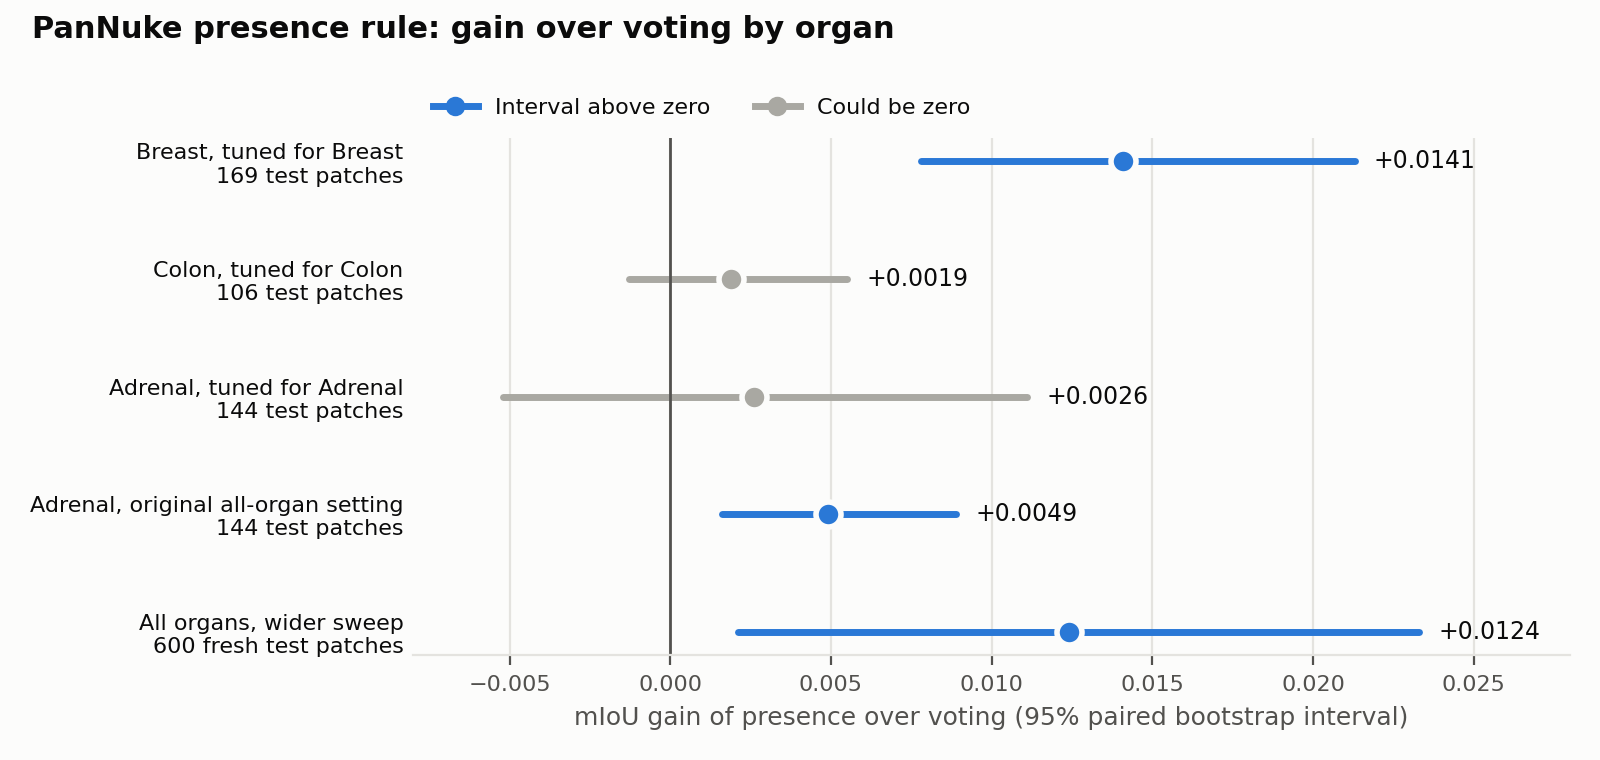 PanNuke presence rule: gain over voting by organ
Interval above zero
Could be zero
Breast, tuned for Breast
169 test patches
+0.0141
Colon, tuned for Colon
106 test patches
+0.0019
Adrenal, tuned for Adrenal
144 test patches
+0.0026
Adrenal, original all-organ setting
144 test patches
+0.0049
All organs, wider sweep
600 fresh test patches
+0.0124
−0.005 0.000 0.005 0.010 0.015 0.020 0.025
mIoU gain of presence over voting (95% paired bootstrap interval)